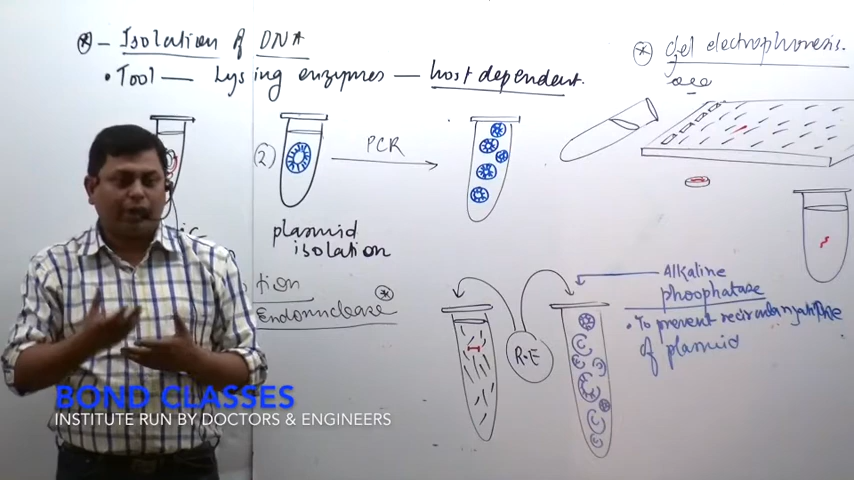 * - Isolation of DNA
• Tool — Lysing enzymes — host dependent.
* gel electrophoresis.
2)
PCR
plasmid
isolation
tion
Endonuclease *
R.E
Alkaline
phosphatase
• To prevent
of plasmid
BOND CLASSES
INSTITUTE RUN BY DOCTORS & ENGINEERS